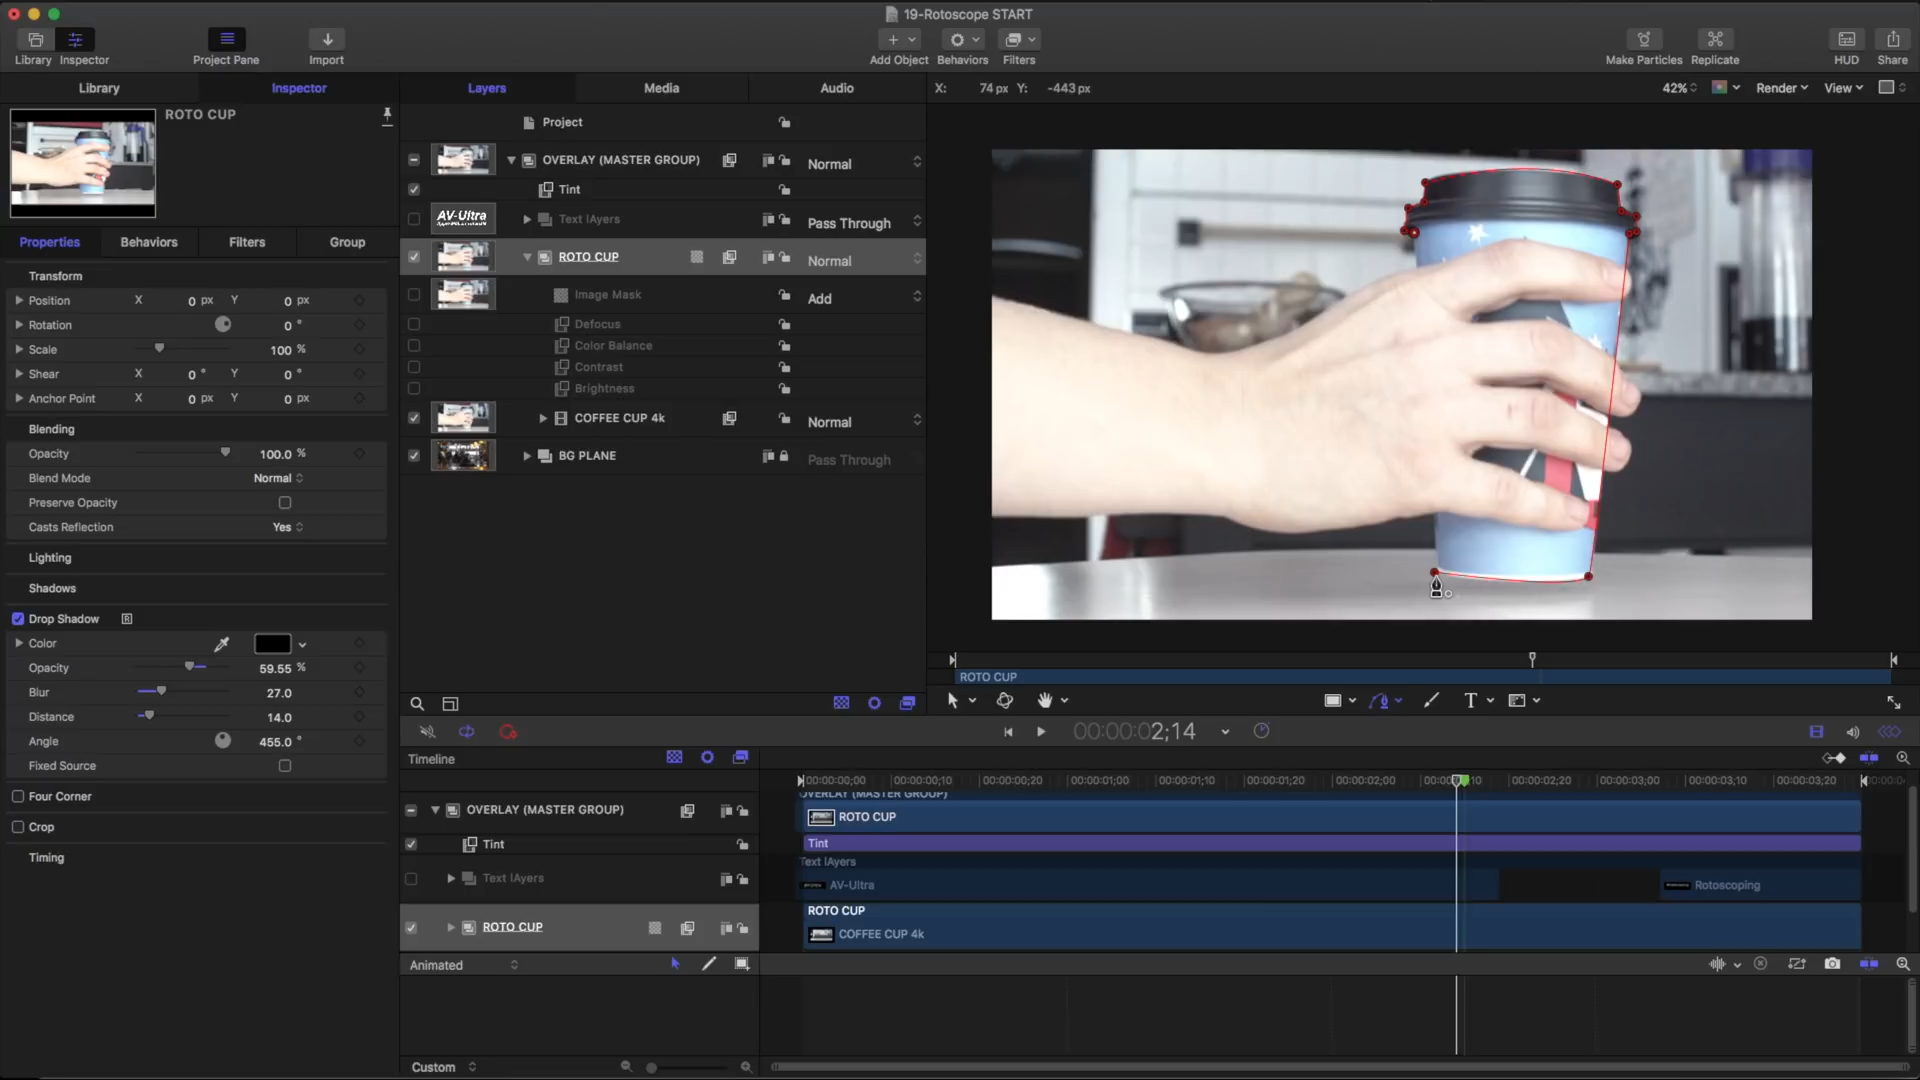 19-Rotoscope START
Library Inspector Project Pane Import Add Object Behaviors Filters Make Particles Replicate HUD Share
Library Inspector Layers Media Audio X: 74 px Y: -443 px 42% Render View
ROTO CUP
Properties Behaviors Filters Group
Transform
Position X 0 px Y 0 px
Rotation 0 °
Scale 100 %
Shear X 0 ° Y 0 °
Anchor Point X 0 px Y 0 px
Blending
Opacity 100.0 %
Blend Mode Normal
Preserve Opacity
Casts Reflection Yes
Lighting
Shadows
Drop Shadow R
Color
Opacity 59.55 %
Blur 27.0
Distance 14.0
Angle 455.0 °
Fixed Source
Four Corner
Crop
Timing
Project
OVERLAY (MASTER GROUP) Normal
Tint
AV-Ultra Text lAyers Pass Through
ROTO CUP Normal
Image Mask Add
Defocus
Color Balance
Contrast
Brightness
COFFEE CUP 4k Normal
BG PLANE Pass Through
ROTO CUP
T
00:00:00:02;14
Timeline
00:00:00;00 00:00:00;10 00:00:00;20 00:00:01;00 00:00:01;10 00:00:01;20 00:00:02;00 00:00:02;20 00:00:03;00 00:00:03;10 00:00:03;20
OVERLAY (MASTER GROUP) OVERLAY (MASTER GROUP)
ROTO CUP
Tint Tint
Text lAyers
Text lAyers AV-Ultra Rotoscoping
ROTO CUP
ROTO CUP COFFEE CUP 4k
Animated
Custom